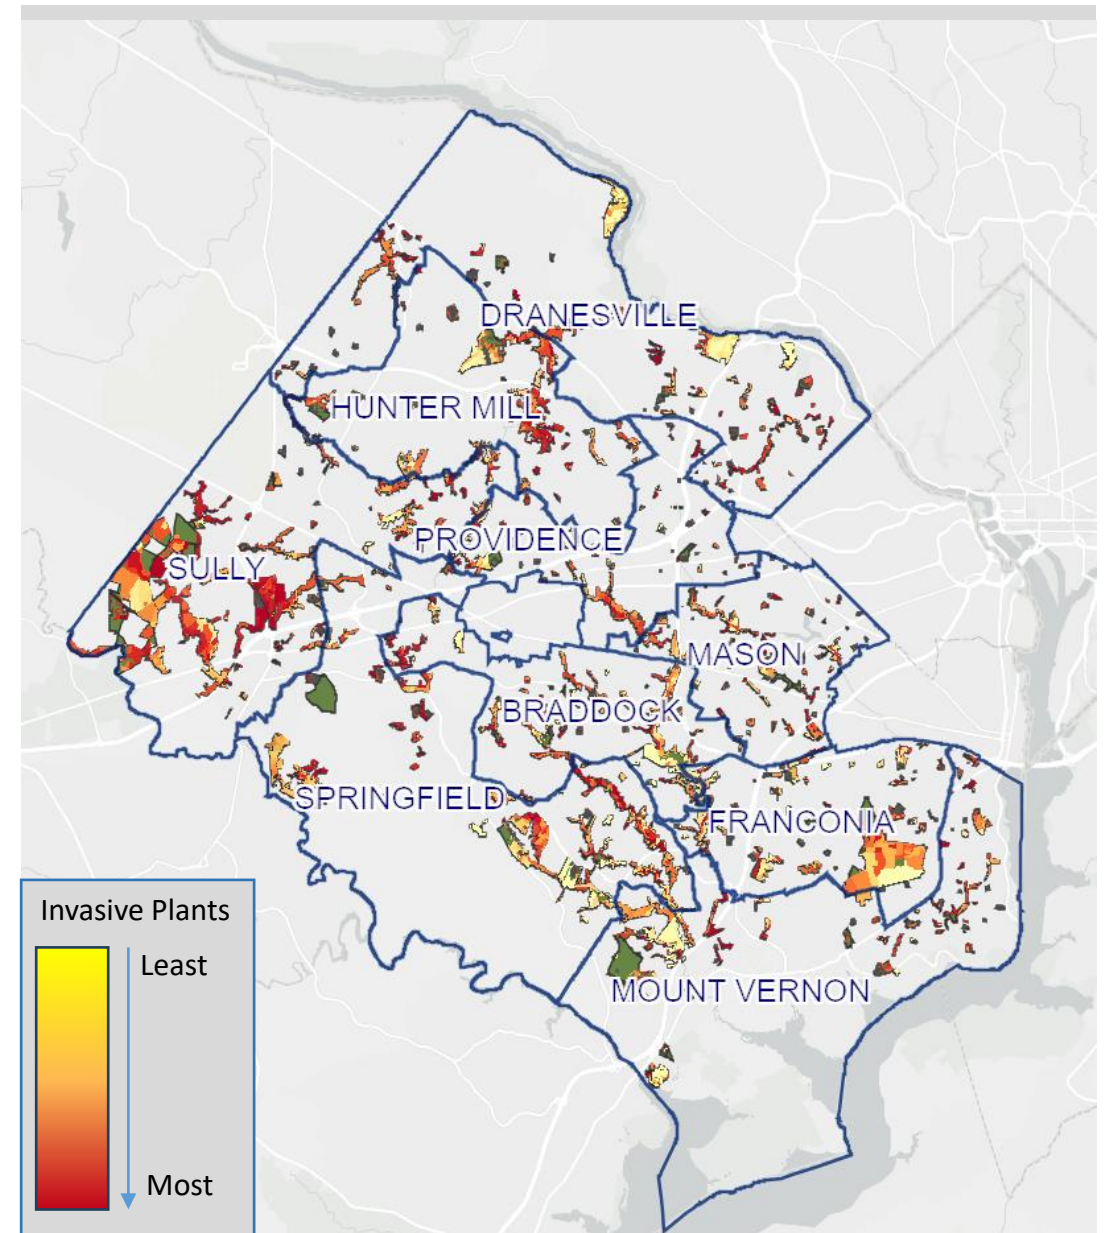 DRANESVILLE
HUNTER MILL
PROVIDENCE
SULLY
MASON
BRADDOCK
SPRINGFIELD
FRANCONIA
MOUNT VERNON
Invasive Plants
Least
Most